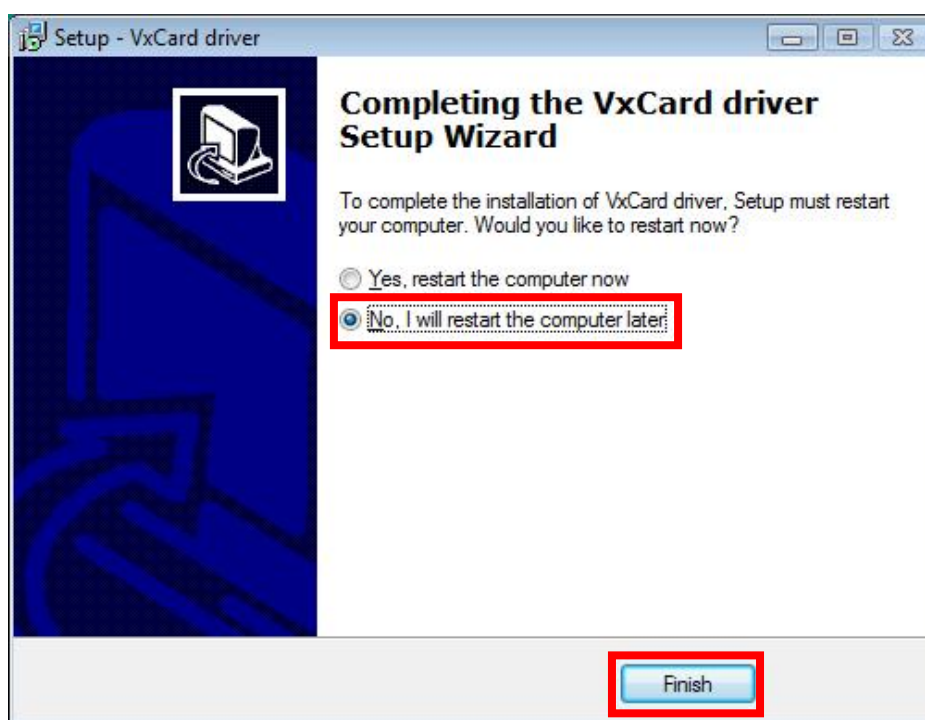 Setup - VxCard driver
Completing the VxCard driver
Setup Wizard
To complete the installation of VxCard driver, Setup must restart
your computer. Would you like to restart now?
Yes, restart the computer now
No, I will restart the computer later
Finish